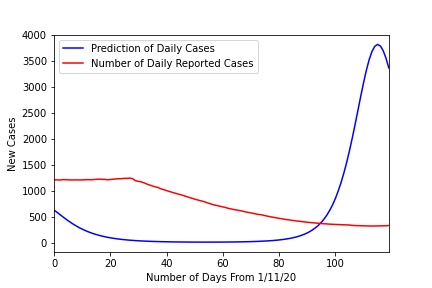 4000
3500
3000
2500
2000
1500
1000
500
0
New Cases
Prediction of Daily Cases
Number of Daily Reported Cases
0 20 40 60 80 100
Number of Days From 1/11/20